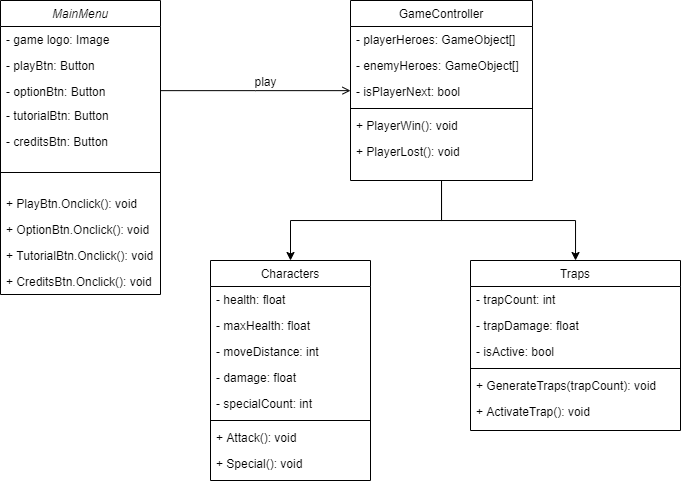 MainMenu
- game logo: Image
- playBtn: Button
- optionBtn: Button
- tutorialBtn: Button
- creditsBtn: Button
+ PlayBtn.Onclick(): void
+ OptionBtn.Onclick(): void
+ TutorialBtn.Onclick(): void
+ CreditsBtn.Onclick(): void
play
GameController
- playerHeroes: GameObject[]
- enemyHeroes: GameObject[]
- isPlayerNext: bool
+ PlayerWin(): void
+ PlayerLost(): void
Characters
- health: float
- maxHealth: float
- moveDistance: int
- damage: float
- specialCount: int
+ Attack(): void
+ Special(): void
Traps
- trapCount: int
- trapDamage: float
- isActive: bool
+ GenerateTraps(trapCount): void
+ ActivateTrap(): void